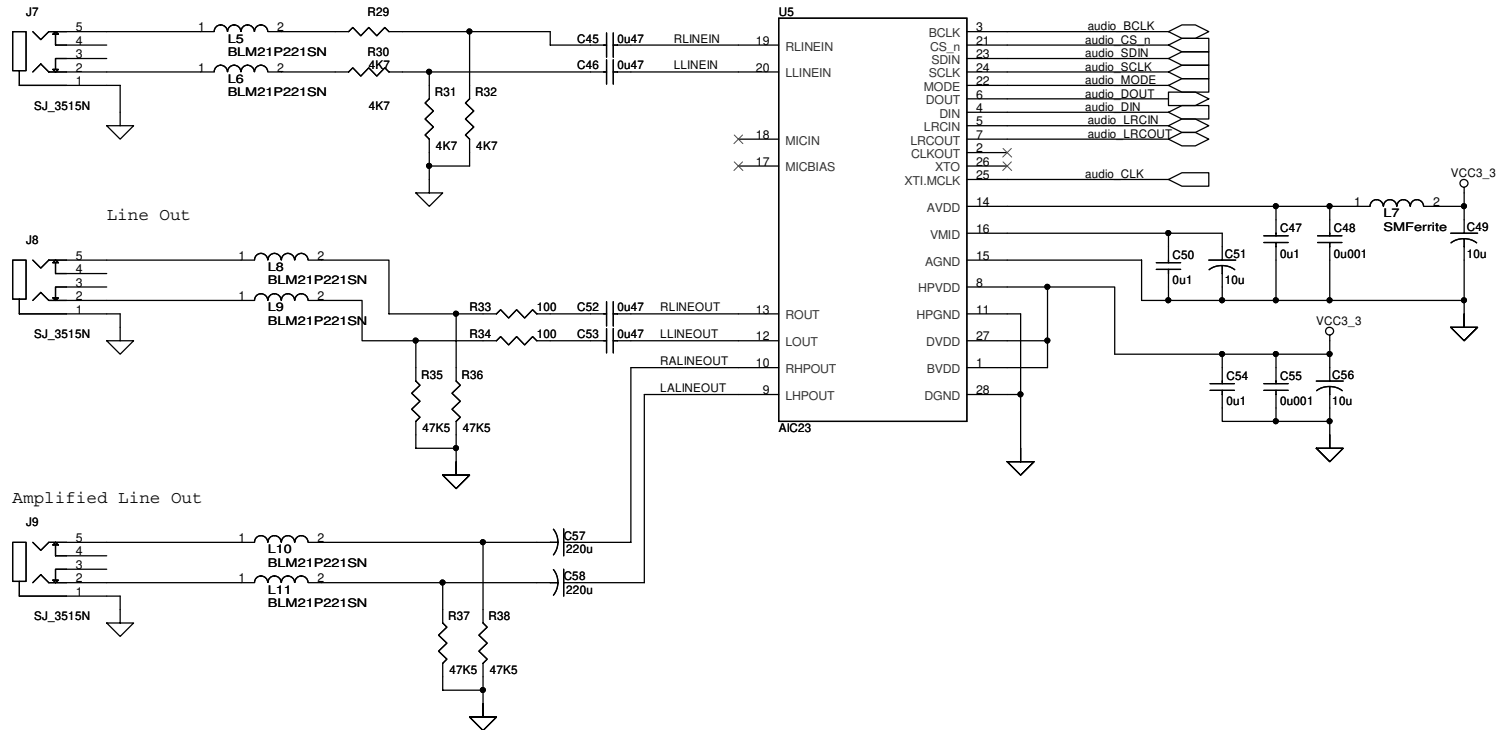 J7
5
4
3
2
1
SJ_3515N
1 2
L5
BLM21P221SN
1 2
L6
BLM21P221SN
R29
R30
4K7
4K7
R31
R32
4K7
4K7
C45 0u47
C46 0u47
RLINEIN
LLINEIN
U5
19 RLINEIN
20 LLINEIN
18 MICIN
17 MICBIAS
13 ROUT
12 LOUT
10 RHPOUT
9 LHPOUT
AIC23
BCLK 3 audio_BCLK
CS_n 21 audio_CS_n
SDIN 23 audio_SDIN
SCLK 24 audio_SCLK
MODE 22 audio_MODE
DOUT 6 audio_DOUT
DIN 4 audio_DIN
LRCIN 5 audio_LRCIN
LRCOUT 7 audio_LRCOUT
CLKOUT 2
XTO 26
XTI.MCLK 25 audio_CLK
AVDD 14
VMID 16
AGND 15
HPVDD 8
HPGND 11
DVDD 27
BVDD 1
DGND 28
VCC3_3
1 2
L7
SMFerrite
C47
0u1
C48
0u001
C49
10u
C50
0u1
C51
10u
VCC3_3
C54
0u1
C55
0u001
C56
10u
Line Out
J8
5
4
3
2
1
SJ_3515N
1 2
L8
BLM21P221SN
1 2
L9
BLM21P221SN
R33 100
R34 100
C52 0u47
C53 0u47
RLINEOUT
LLINEOUT
RALINEOUT
LALINEOUT
R35
R36
47K5
47K5
Amplified Line Out
J9
5
4
3
2
1
SJ_3515N
1 2
L10
BLM21P221SN
1 2
L11
BLM21P221SN
C57
220u
C58
220u
R37
R38
47K5
47K5